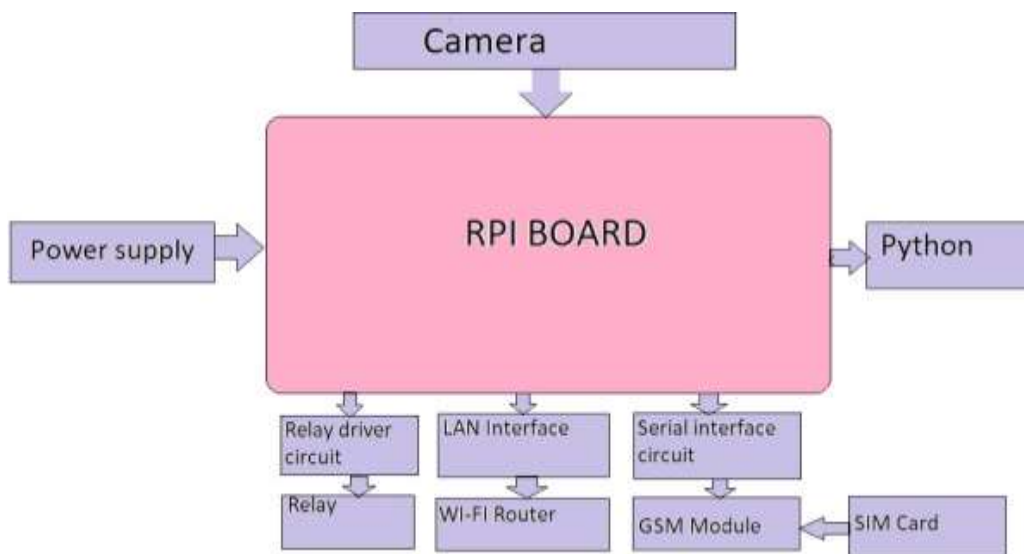 Camera
RPI BOARD
Power supply
Python
Relay driver
circuit
LAN Interface
Serial interface
circuit
Relay
WI-FI Router
GSM Module
SIM Card